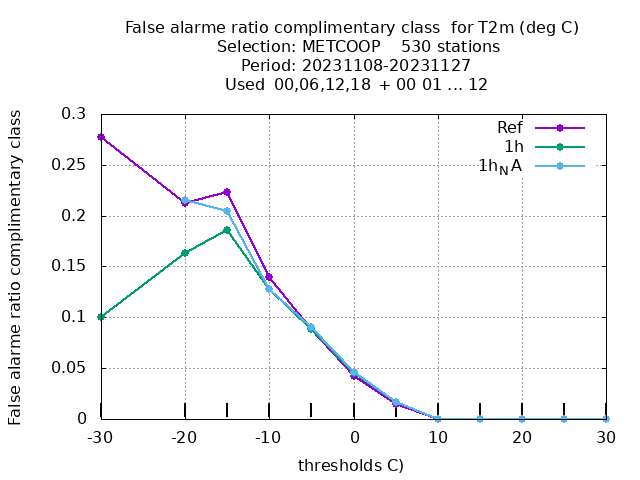 False alarme ratio complimentary class  for T2m (deg C)
Selection: METCOOP    530 stations
Period: 20231108-20231127
Used  00,06,12,18 + 00 01 ... 12
False alarme ratio complimentary class
0.3
0.25
0.2
0.15
0.1
0.05
0
Ref
1h
1h_NA
-30 -20 -10 0 10 20 30
thresholds C)